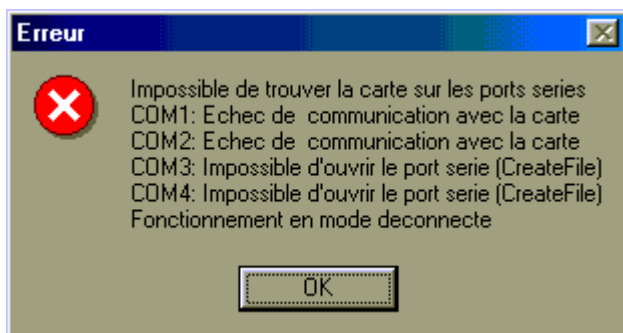 Erreur
Impossible de trouver la carte sur les ports series
COM1: Echec de  communication avec la carte
COM2: Echec de  communication avec la carte
COM3: Impossible d'ouvrir le port serie (CreateFile)
COM4: Impossible d'ouvrir le port serie (CreateFile)
Fonctionnement en mode deconnecte
OK